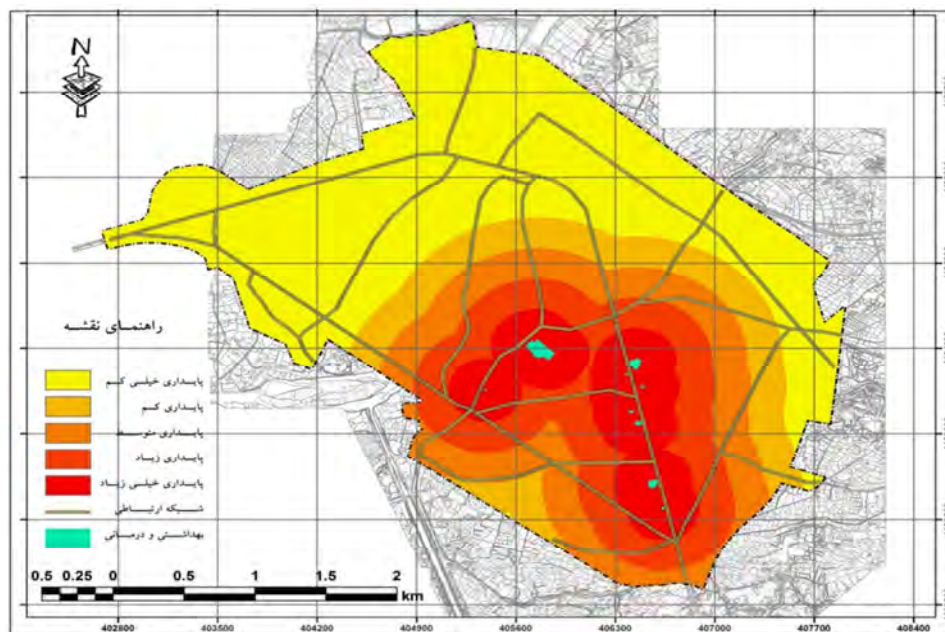 N
راهنمای نقشه
پایداری خیلی کم
پایداری کم
پایداری متوسط
پایداری زیاد
پایداری خیلی زیاد
شبکه ارتباطی
بهداشتی و درمانی
0.5 0.25 0 0.5 1 1.5 2
km
402800 403500 404200 404900 405600 406300 407000 407700 408400